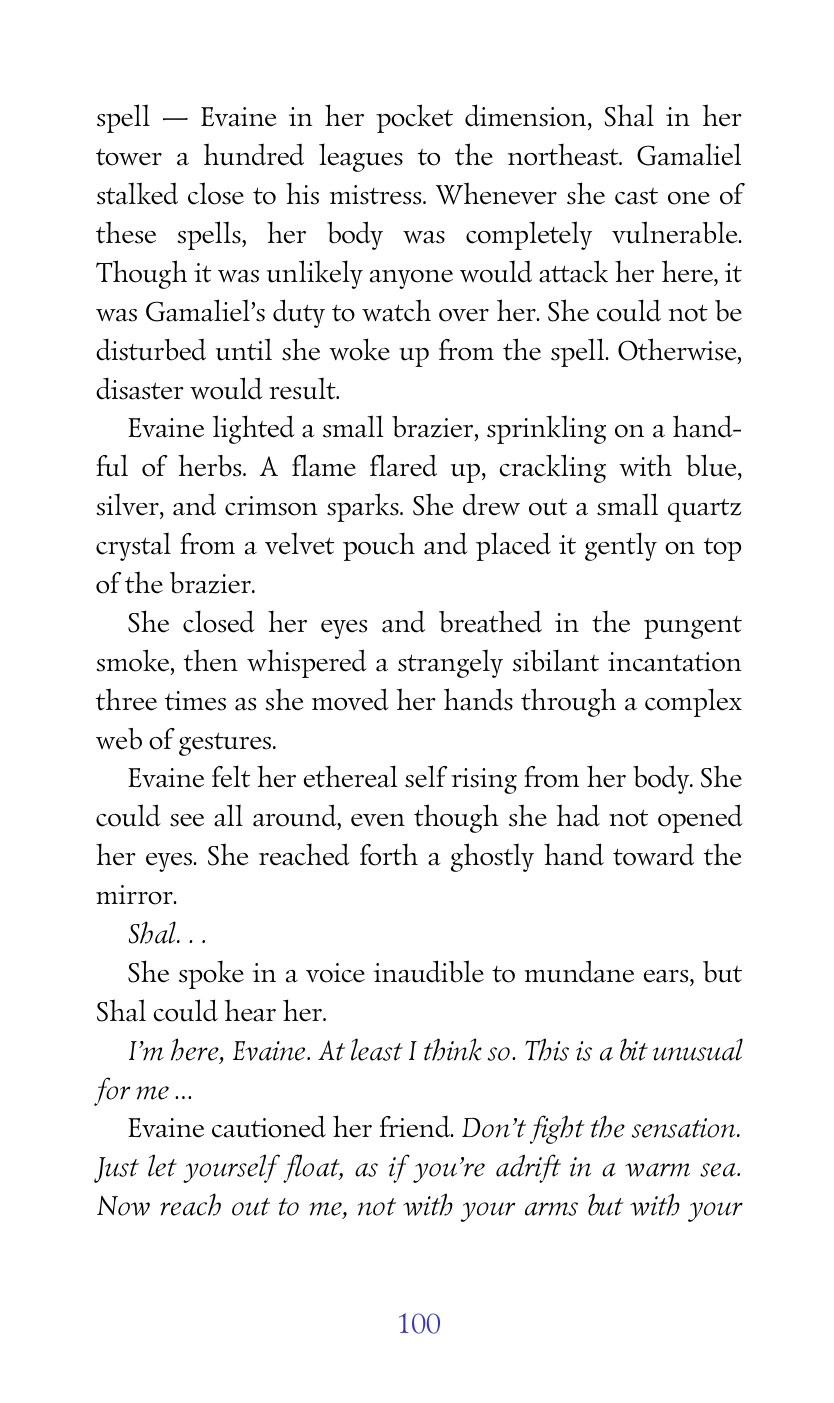 spell — Evaine in her pocket dimension, Shal in her
tower a hundred leagues to the northeast. Gamaliel
stalked close to his mistress. Whenever she cast one of
these spells, her body was completely vulnerable.
Though it was unlikely anyone would attack her here, it
was Gamaliel’s duty to watch over her. She could not be
disturbed until she woke up from the spell. Otherwise,
disaster would result.
Evaine lighted a small brazier, sprinkling on a hand-
ful of herbs. A flame flared up, crackling with blue,
silver, and crimson sparks. She drew out a small quartz
crystal from a velvet pouch and placed it gently on top
of the brazier.
She closed her eyes and breathed in the pungent
smoke, then whispered a strangely sibilant incantation
three times as she moved her hands through a complex
web of gestures.
Evaine felt her ethereal self rising from her body. She
could see all around, even though she had not opened
her eyes. She reached forth a ghostly hand toward the
mirror.
Shal. . .
She spoke in a voice inaudible to mundane ears, but
Shal could hear her.
I’m here, Evaine. At least I think so. This is a bit unusual
for me ...
Evaine cautioned her friend. Don’t fight the sensation.
Just let yourself float, as if you’re adrift in a warm sea.
Now reach out to me, not with your arms but with your
100